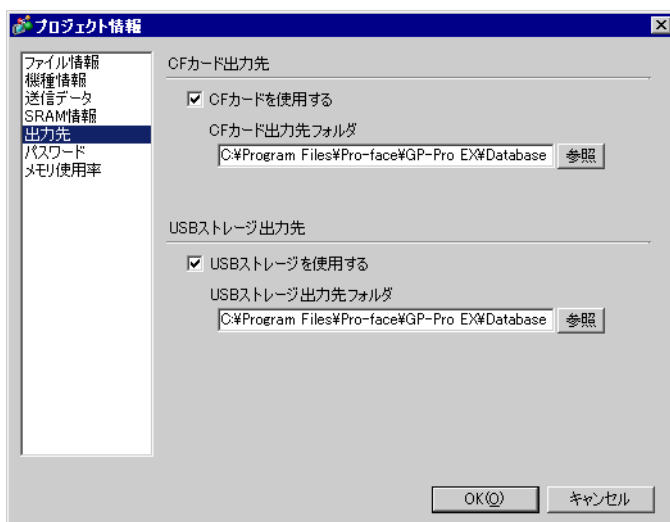 プロジェクト情報
ファイル情報
機種情報
送信データ
SRAM情報
出力先
パスワード
メモリ使用率
CFカード出力先
CFカードを使用する
CFカード出力先フォルダ
C:¥Program Files¥Pro-face¥GP-Pro EX¥Database
参照
USBストレージ出力先
USBストレージを使用する
USBストレージ出力先フォルダ
C:¥Program Files¥Pro-face¥GP-Pro EX¥Database
参照
OK(O)
キャンセル